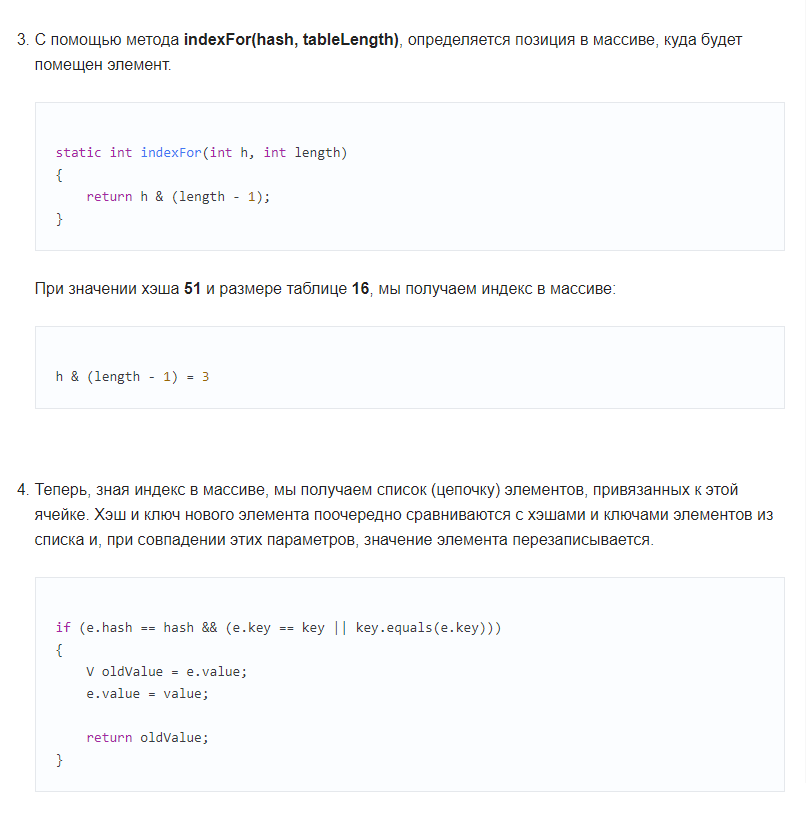 3. С помощью метода indexFor(hash, tableLength), определяется позиция в массиве, куда будет
помещен элемент.
static int indexFor(int h, int length)
{
    return h & (length - 1);
}
При значении хэша 51 и размере таблице 16, мы получаем индекс в массиве:
h & (length - 1) = 3
4. Теперь, зная индекс в массиве, мы получаем список (цепочку) элементов, привязанных к этой
ячейке. Хэш и ключ нового элемента поочередно сравниваются с хэшами и ключами элементов из
списка и, при совпадении этих параметров, значение элемента перезаписывается.
if (e.hash == hash && (e.key == key || key.equals(e.key)))
{
    V oldValue = e.value;
    e.value = value;
    return oldValue;
}